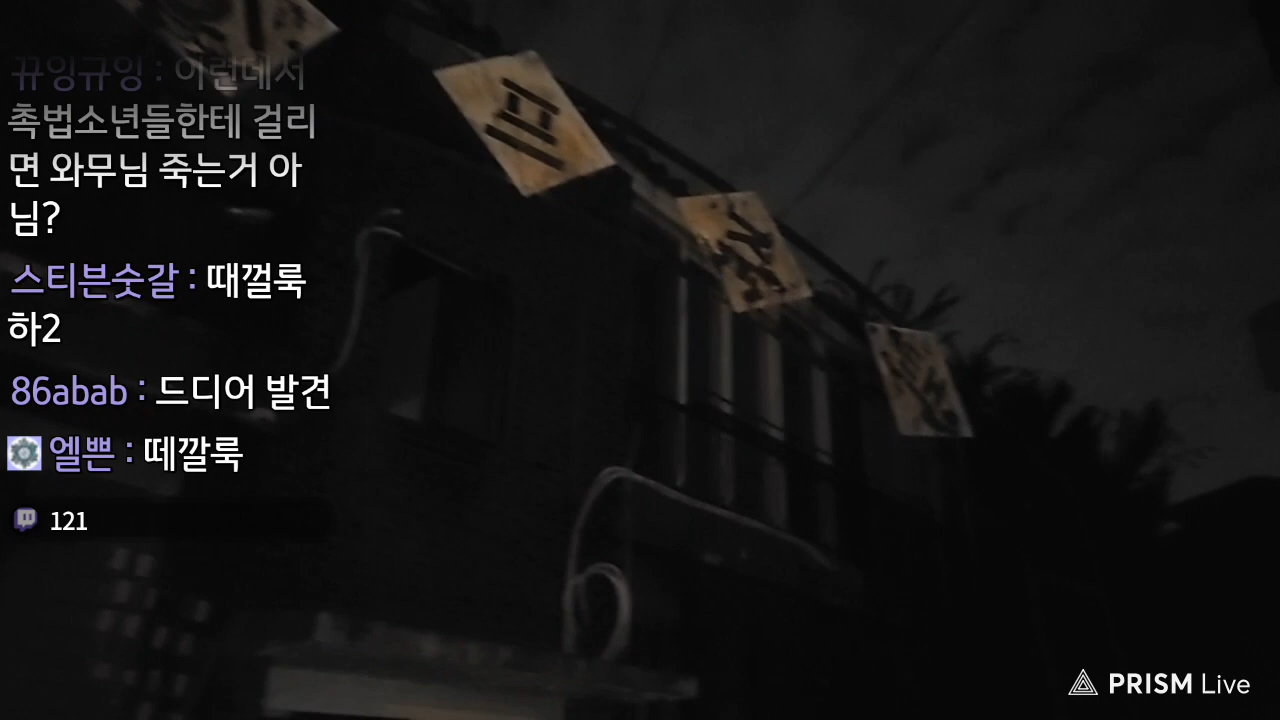 뀨잉규잉 : 이런데서
촉법소년들한테 걸리
면 와무님 죽는거 아
님?
스티븐숫갈 : 때껄룩
하2
86abab : 드디어 발견
엘쁜 : 떼깔룩
121
PRISM Live